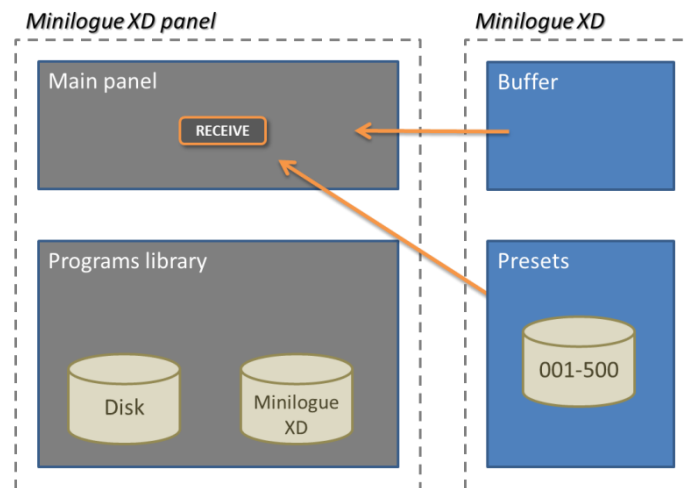 Minilogue XD panel
Minilogue XD
Main panel
RECEIVE
Buffer
Programs library
Disk
Minilogue
XD
Presets
001-500